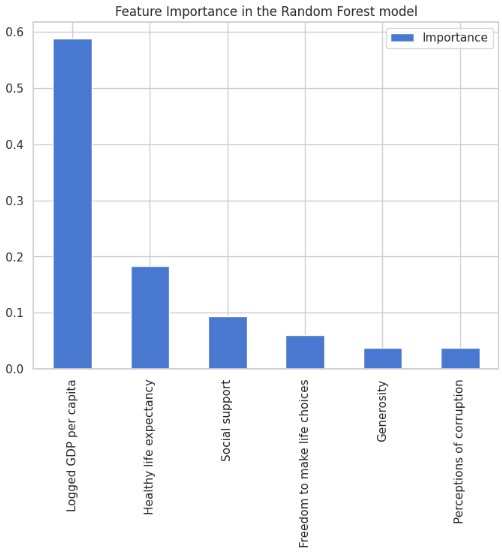 Feature Importance in the Random Forest model
Importance
0.6
0.5
0.4
0.3
0.2
0.1
0.0
Logged GDP per capita
Healthy life expectancy
Social support
Freedom to make life choices
Generosity
Perceptions of corruption